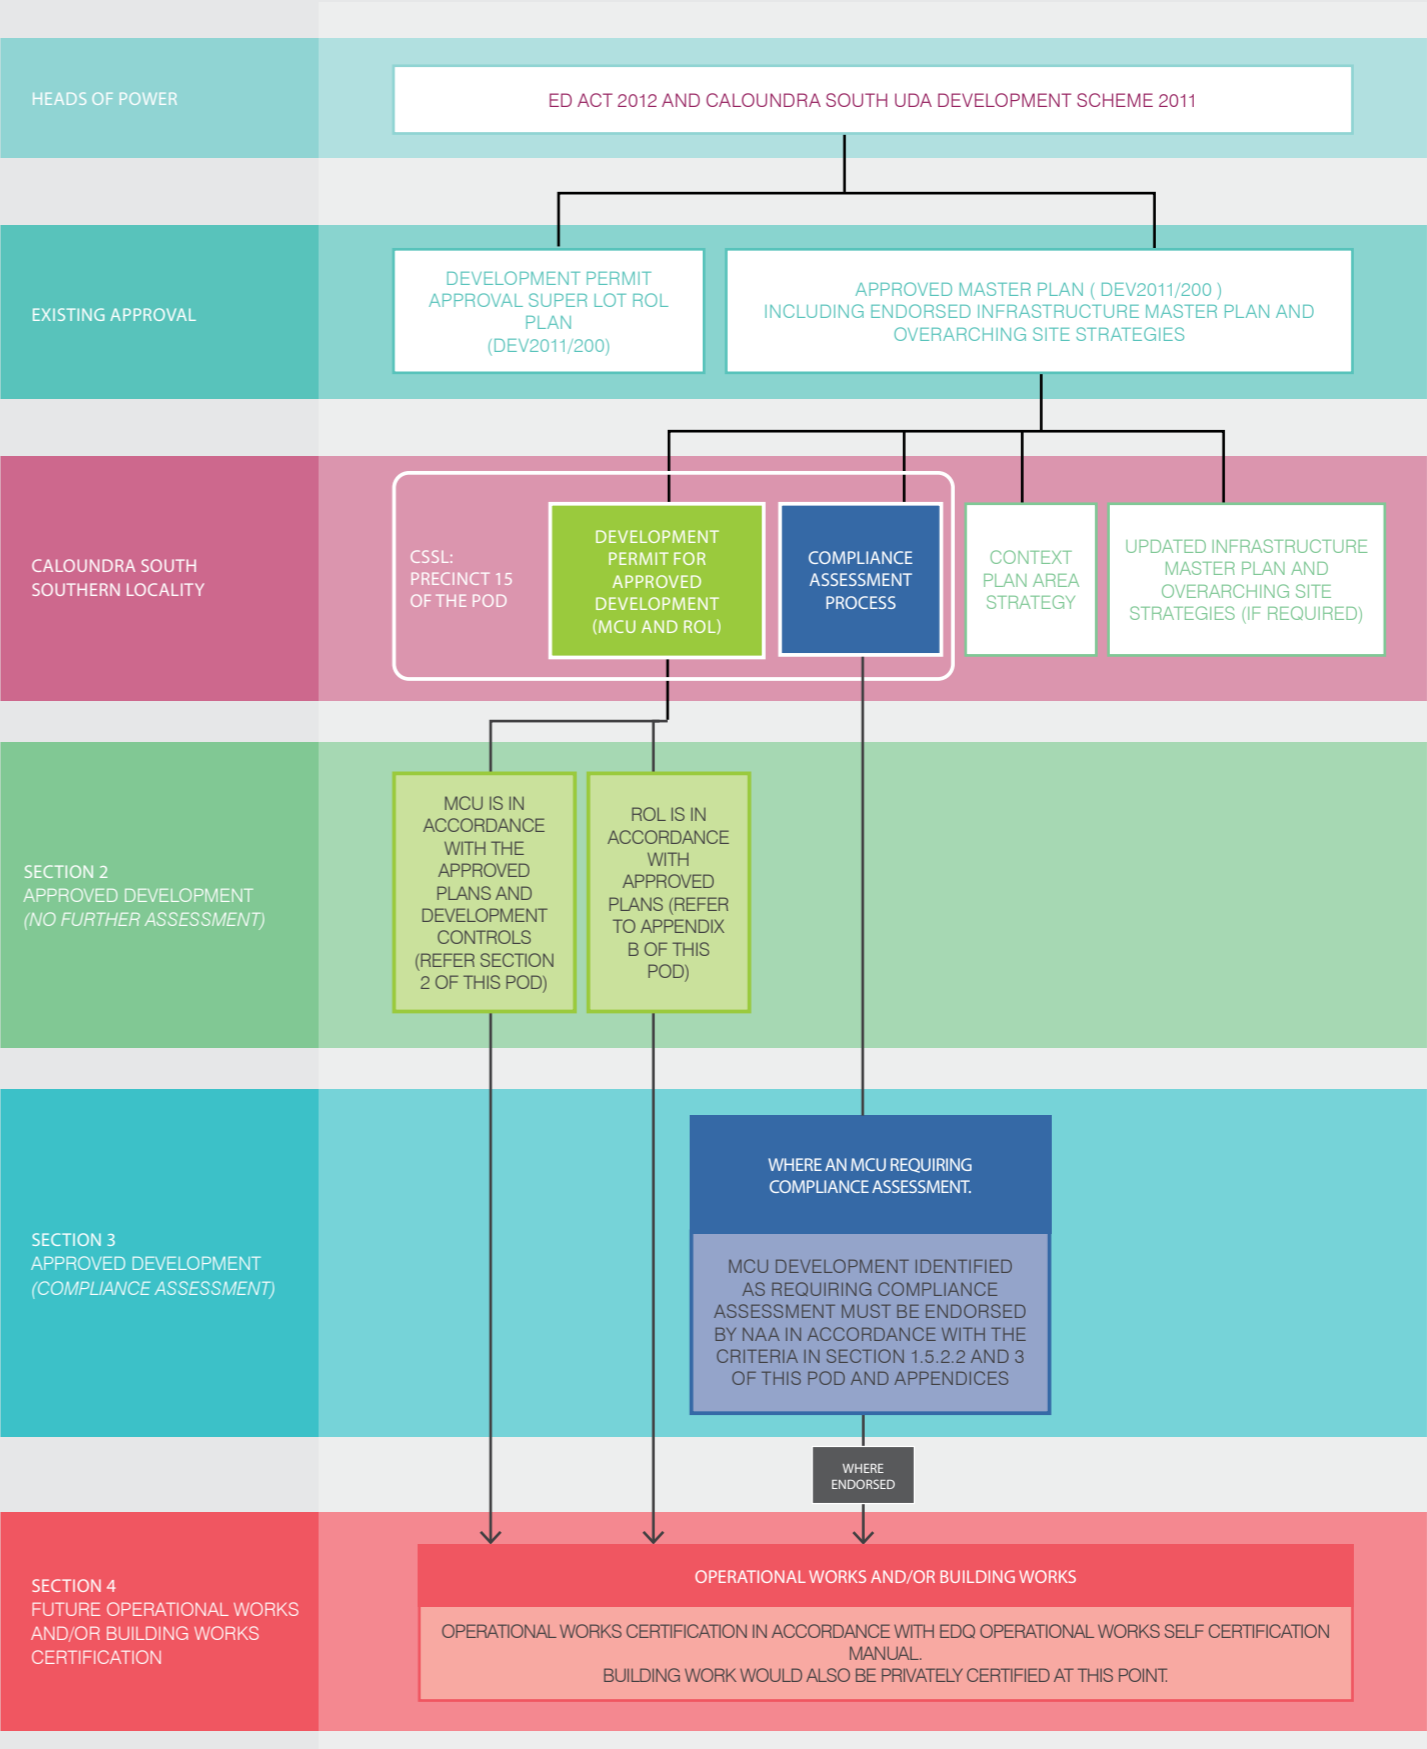 HEADS OF POWER
ED ACT 2012 AND CALOUNDRA SOUTH UDA DEVELOPMENT SCHEME 2011
EXISTING APPROVAL
DEVELOPMENT PERMIT
APPROVAL SUPER LOT ROL
PLAN
(DEV2011/200)
APPROVED MASTER PLAN ( DEV2011/200 )
INCLUDING ENDORSED INFRASTRUCTURE MASTER PLAN AND
OVERARCHING SITE STRATEGIES
CALOUNDRA SOUTH
SOUTHERN LOCALITY
CSSL:
PRECINCT 15
OF THE POD
DEVELOPMENT
PERMIT FOR
APPROVED
DEVELOPMENT
(MCU AND ROL)
COMPLIANCE
ASSESSMENT
PROCESS
CONTEXT
PLAN AREA
STRATEGY
UPDATED INFRASTRUCTURE
MASTER PLAN AND
OVERARCHING SITE
STRATEGIES (IF REQUIRED)
SECTION 2
APPROVED DEVELOPMENT
(NO FURTHER ASSESSMENT)
MCU IS IN
ACCORDANCE
WITH THE
APPROVED
PLANS AND
DEVELOPMENT
CONTROLS
(REFER SECTION
2 OF THIS POD)
ROL IS IN
ACCORDANCE
WITH
APPROVED
PLANS (REFER
TO APPENDIX
B OF THIS
POD)
SECTION 3
APPROVED DEVELOPMENT
(COMPLIANCE ASSESSMENT)
WHERE AN MCU REQUIRING
COMPLIANCE ASSESSMENT.
MCU DEVELOPMENT IDENTIFIED
AS REQUIRING COMPLIANCE
ASSESSMENT MUST BE ENDORSED
BY NAA IN ACCORDANCE WITH THE
CRITERIA IN SECTION 1.5.2.2 AND 3
OF THIS POD AND APPENDICES
WHERE
ENDORSED
SECTION 4
FUTURE OPERATIONAL WORKS
AND/OR BUILDING WORKS
CERTIFICATION
OPERATIONAL WORKS AND/OR BUILDING WORKS
OPERATIONAL WORKS CERTIFICATION IN ACCORDANCE WITH EDQ OPERATIONAL WORKS SELF CERTIFICATION
MANUAL.
BUILDING WORK WOULD ALSO BE PRIVATELY CERTIFIED AT THIS POINT.